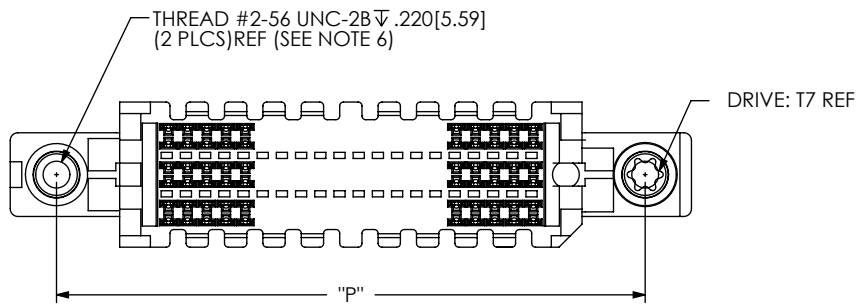 THREAD #2-56 UNC-2B↧.220[5.59]
(2 PLCS)REF (SEE NOTE 6)
DRIVE: T7 REF
"P"